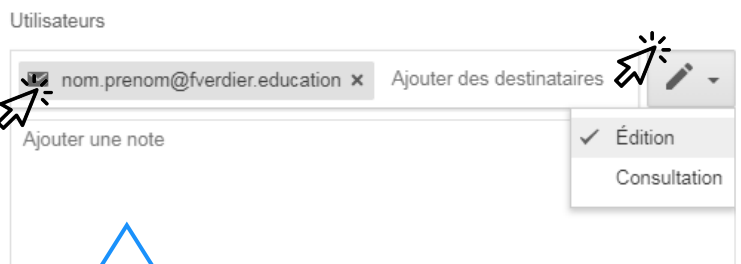 Utilisateurs
nom.prenom@fverdier.education × Ajouter des destinataires
Ajouter une note
Édition
Consultation